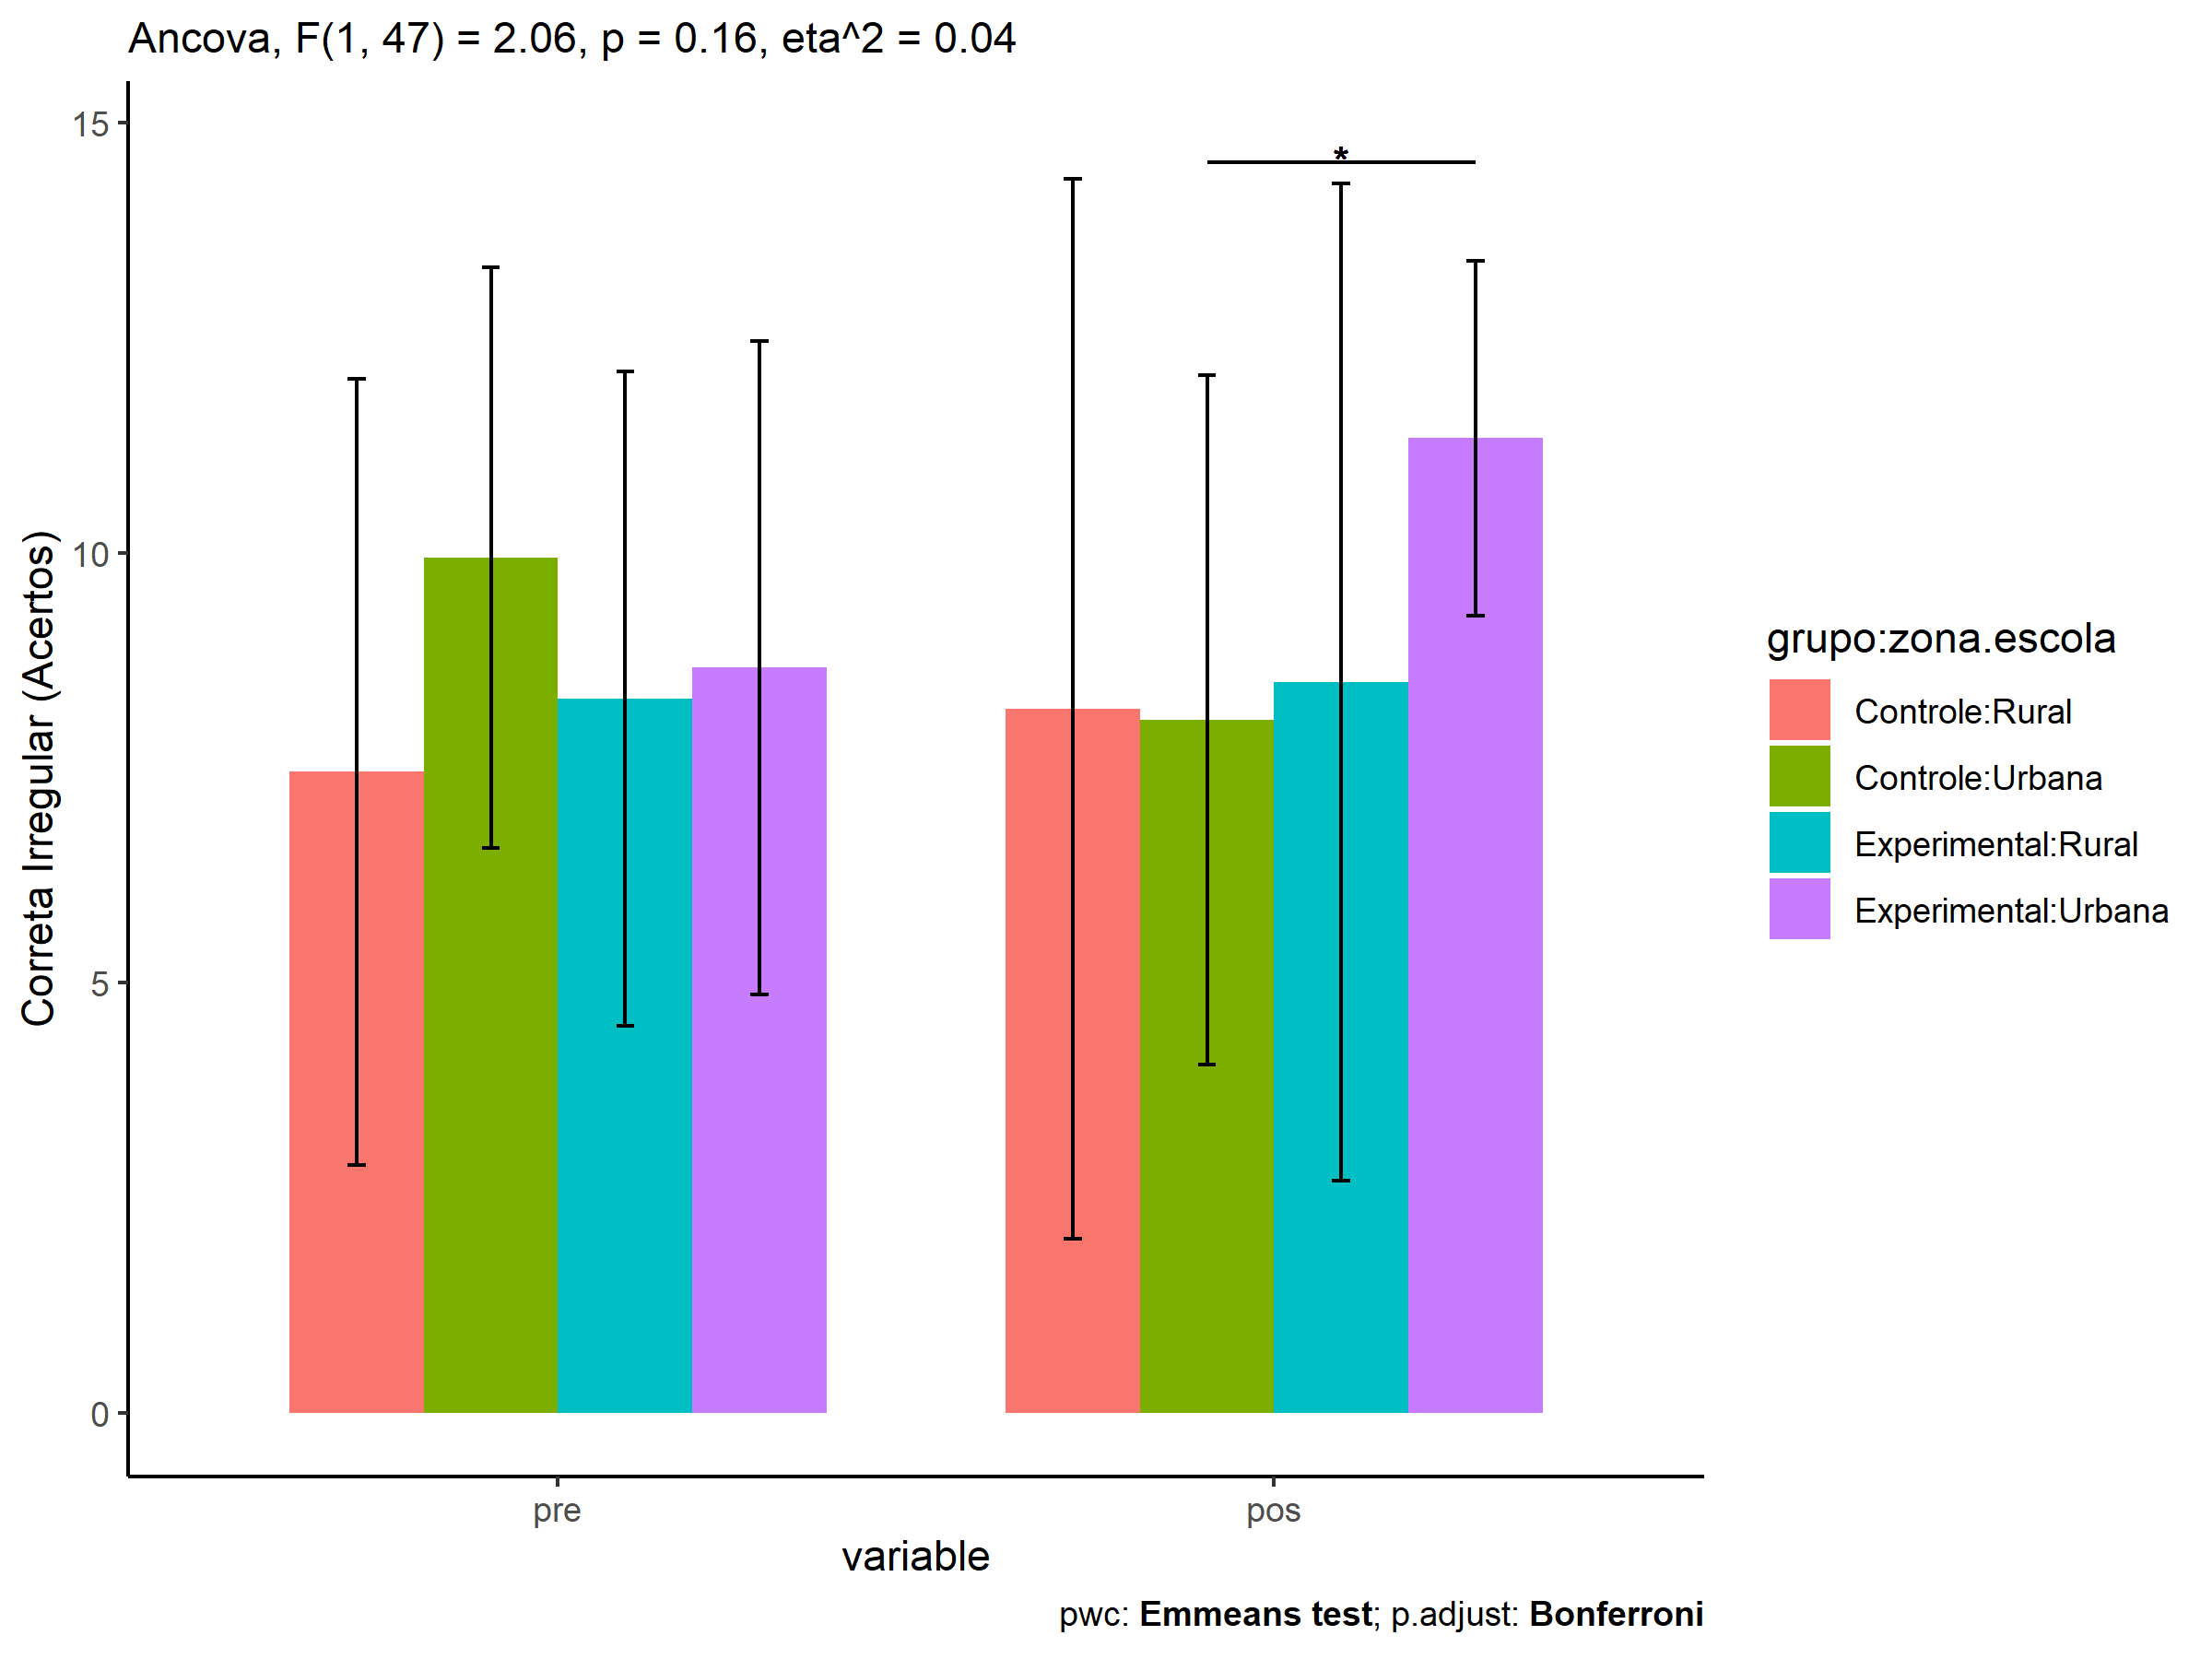 Ancova, F(1, 47) = 2.06, p = 0.16, eta^2 = 0.04
Correta Irregular (Acertos)
15
10
5
0
*
pre
pos
variable
grupo:zona.escola
Controle:Rural
Controle:Urbana
Experimental:Rural
Experimental:Urbana
pwc: Emmeans test; p.adjust: Bonferroni